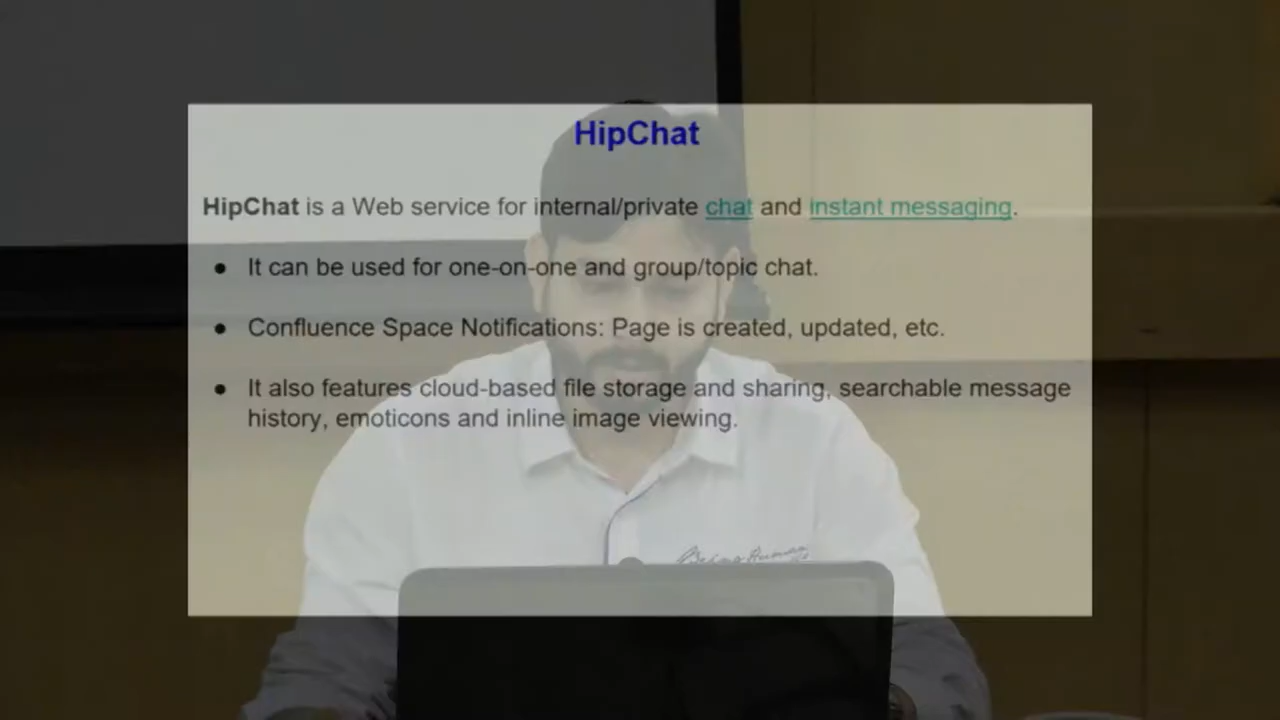 HipChat
HipChat is a Web service for internal/private chat and instant messaging.
● It can be used for one-on-one and group/topic chat.
● Confluence Space Notifications: Page is created, updated, etc.
● It also features cloud-based file storage and sharing, searchable message
history, emoticons and inline image viewing.
Being Human